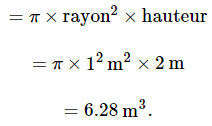 = π × rayon² × hauteur
= π × 1² m² × 2 m
= 6.28 m³.